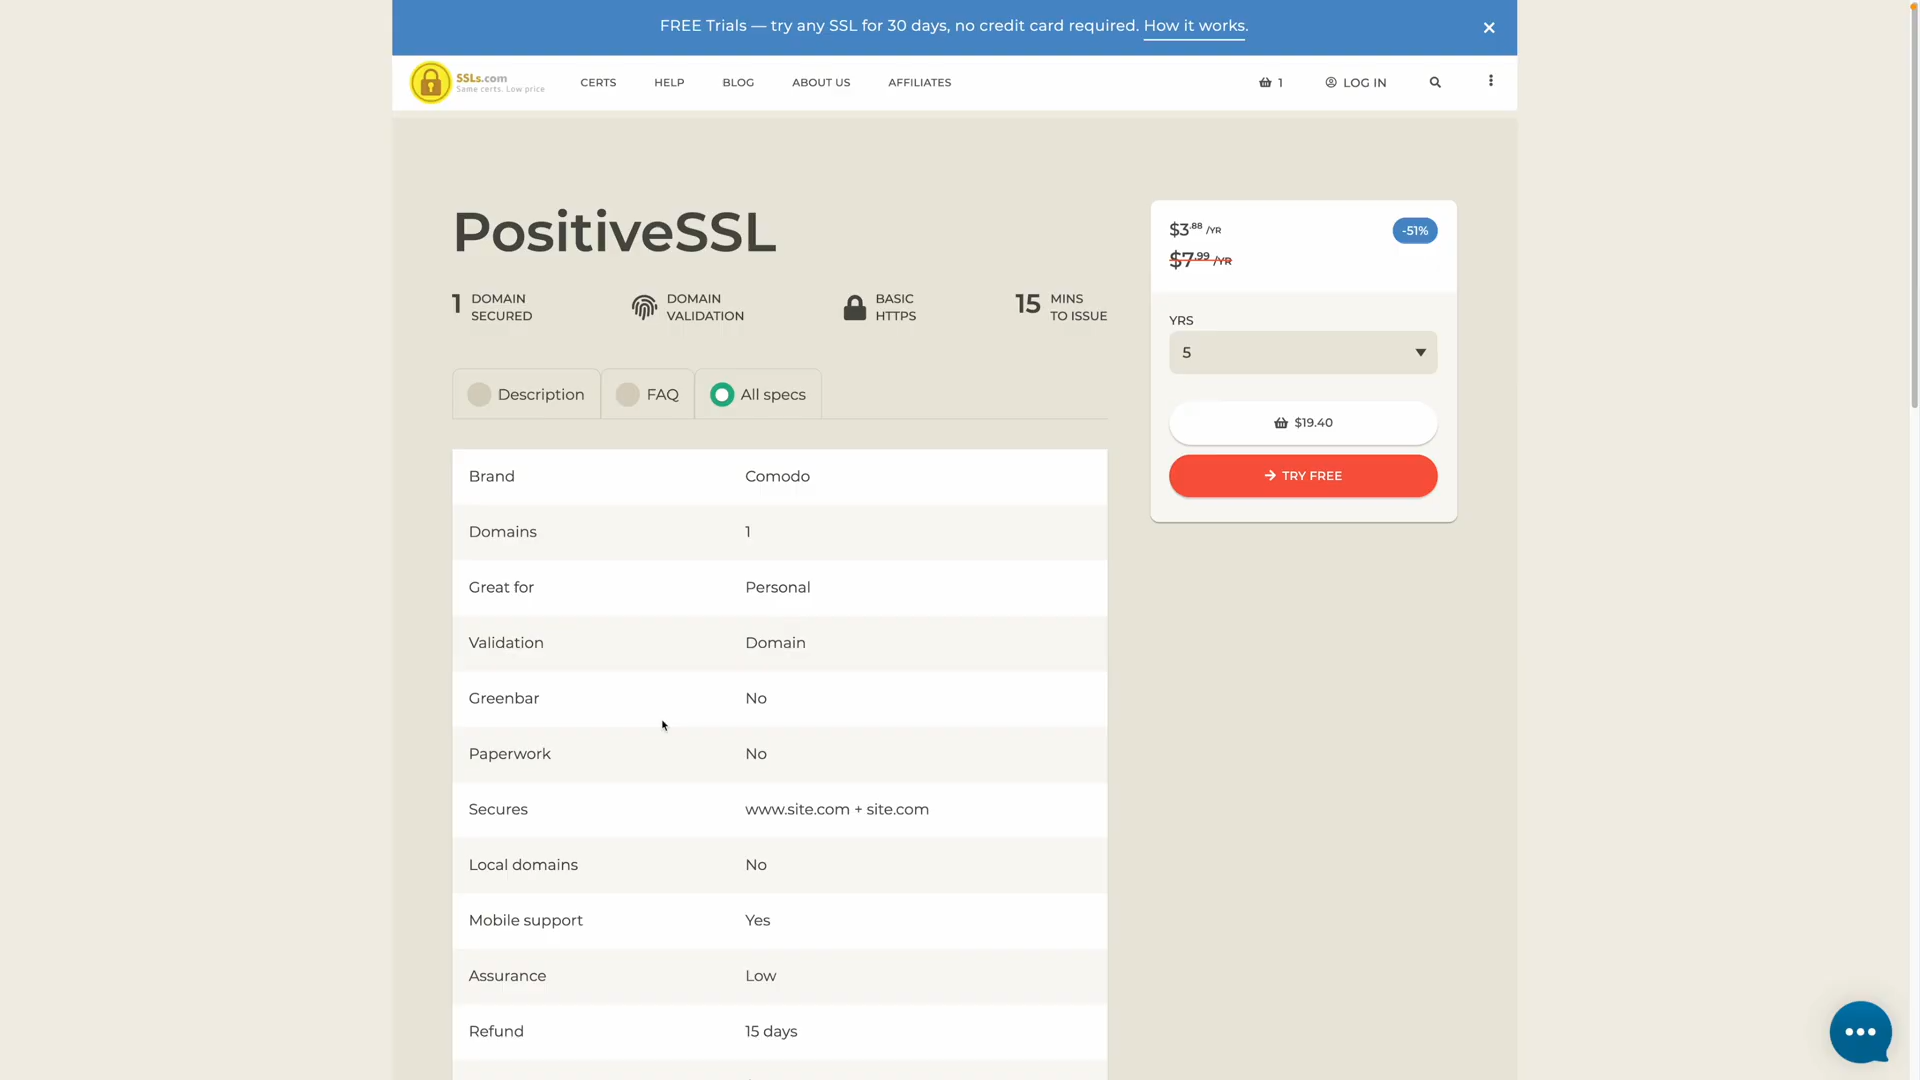 FREE Trials — try any SSL for 30 days, no credit card required. How it works.
SSLs.com
Same certs. Low price
CERTS
HELP
BLOG
ABOUT US
AFFILIATES
1
LOG IN
PositiveSSL
1 DOMAIN SECURED
DOMAIN VALIDATION
BASIC HTTPS
15 MINS TO ISSUE
Description
FAQ
All specs
$3.88 /YR
-51%
$7.99 /YR
YRS
5
$19.40
TRY FREE
Brand Comodo
Domains 1
Great for Personal
Validation Domain
Greenbar No
Paperwork No
Secures www.site.com + site.com
Local domains No
Mobile support Yes
Assurance Low
Refund 15 days